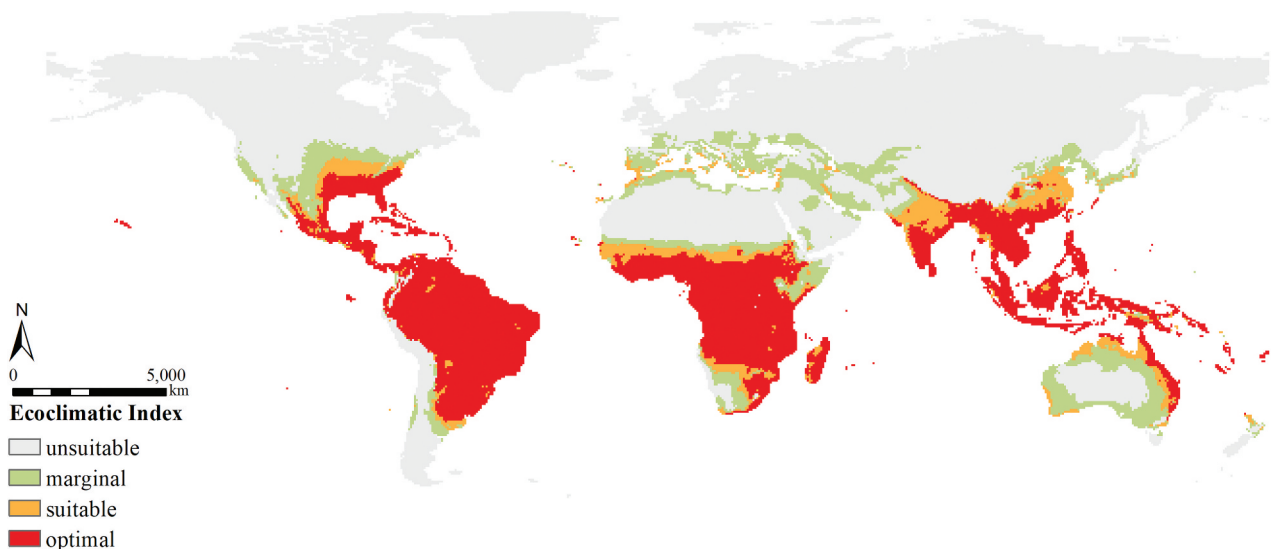 N
0 5,000
km
Ecoclimatic Index
unsuitable
marginal
suitable
optimal